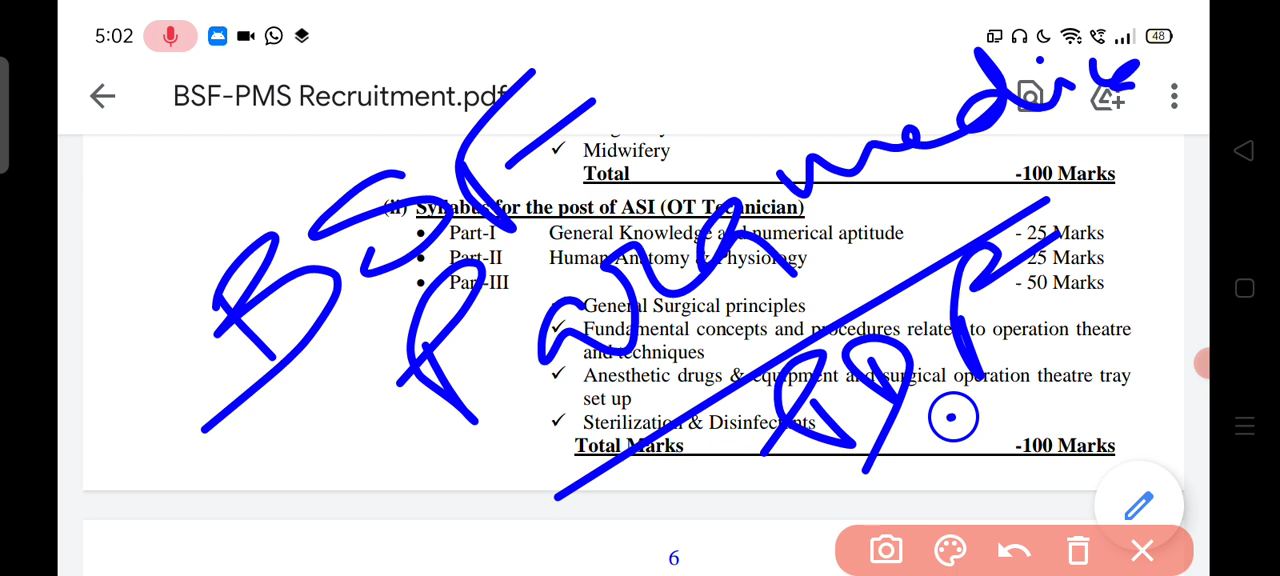 5:02
48
BSF-PMS Recruitment.pdf
✓ Midwifery
Total -100 Marks
(ii) Syllabus for the post of ASI (OT Technician)
• Part-I General Knowledge and numerical aptitude - 25 Marks
• Part-II Human Anatomy & Physiology - 25 Marks
• Part-III - 50 Marks
✓ General Surgical principles
✓ Fundamental concepts and procedures related to operation theatre
and techniques
✓ Anesthetic drugs & equipment and surgical operation theatre tray
set up
✓ Sterilization & Disinfectants
Total Marks -100 Marks
6
BSF